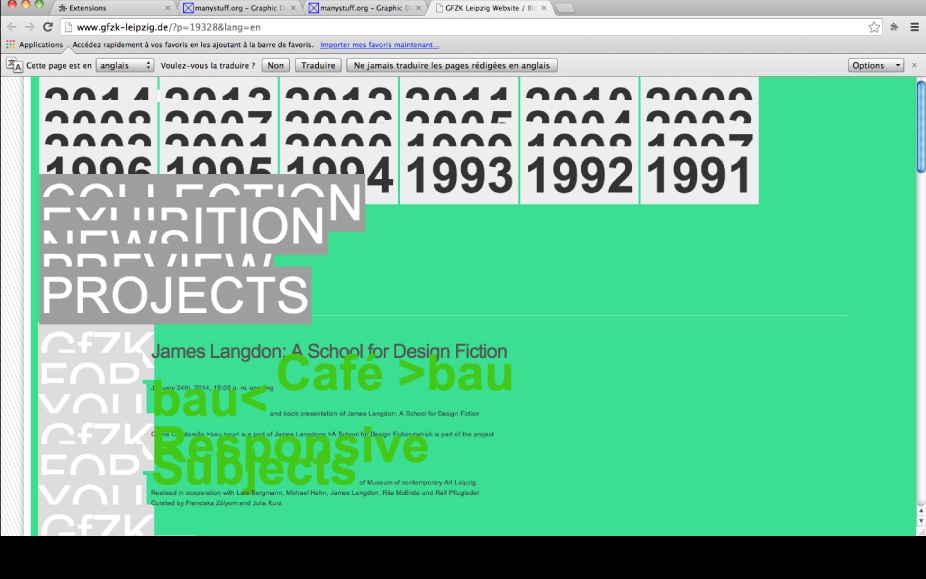 Extensions
manystuff.org – Graphic D
manystuff.org – Graphic D
GFZK Leipzig Website / Bl
www.gfzk-leipzig.de/?p=19328&lang=en
Applications Accédez rapidement à vos favoris en les ajoutant à la barre de favoris. Importer mes favoris maintenant...
Cette page est en anglais Voulez-vous la traduire ? Non Traduire Ne jamais traduire les pages rédigées en anglais Options
2014 2013 2012 2011 2010 2009
2008 2007 2006 2005 2004 2003
2002 2001 2000 1999 1998 1997
1996 1995 1994 1993 1992 1991
COLLECTION
EXHIBITION
NEWS
PREVIEW
PROJECTS
GfZK
FOR
YOU
GfZK
FOR
YOU
GfZK
James Langdon: A School for Design Fiction
January 24th, 2014, 10:00 p. m. opening
Café >bau
bau<
and book presentation of James Langdon: A School for Design Fiction
is a part of James Langdons >A School for Design Fiction<which is part of the project
Responsive
Subjects
of Museum of contemporary Art Leipzig.
Realised in cooperation with Lars Bergmann, Michael Hahn, James Langdon, Rita McBride und Ralf Pflugfelder
Curated by Franciska Zólyom and Julia Kurz